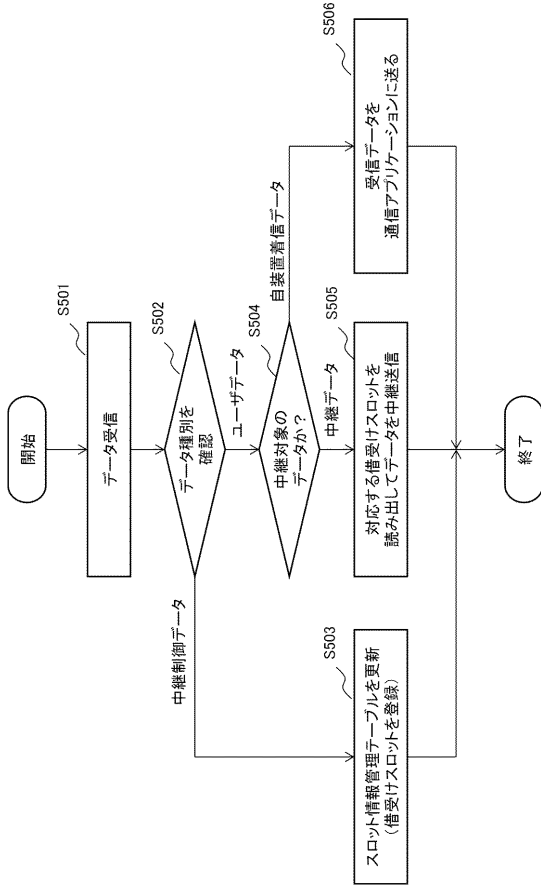 開始
S501
データ受信
S502
データ種別を
確認
中継制御データ
ユーザデータ
S503
スロット情報管理テーブルを更新
(借受けスロットを登録)
S504
中継対象の
データか?
中継データ
自装置着信データ
S505
対応する借受けスロットを
読み出してデータを中継送信
S506
受信データを
通信アプリケーションに送る
終了